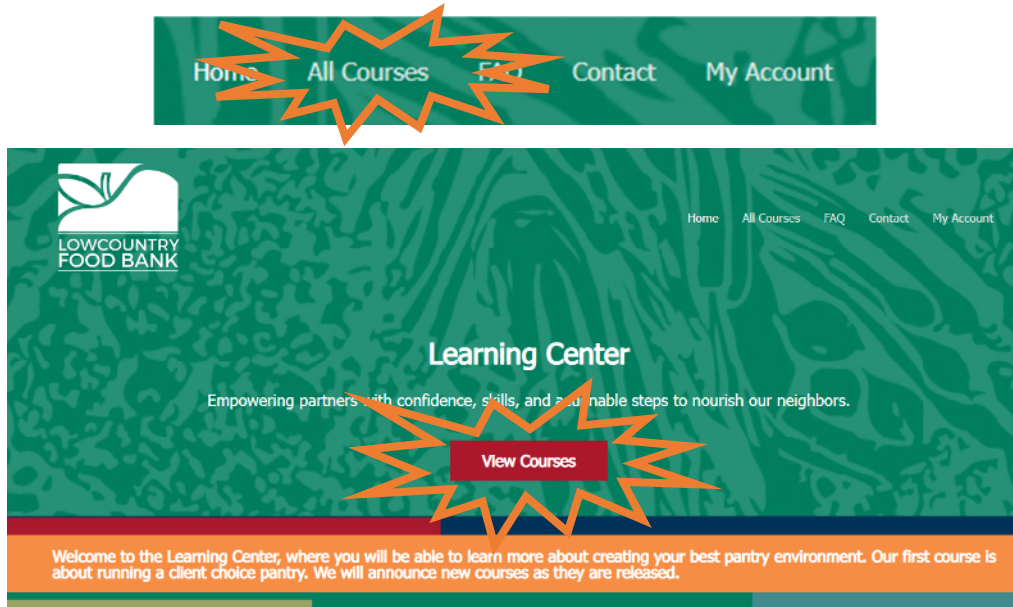 Home All Courses FAQ Contact My Account
LOWCOUNTRY
FOOD BANK
Home All Courses FAQ Contact My Account
Learning Center
Empowering partners with confidence, skills, and actionable steps to nourish our neighbors.
View Courses
Welcome to the Learning Center, where you will be able to learn more about creating your best pantry environment. Our first course is
about running a client choice pantry. We will announce new courses as they are released.